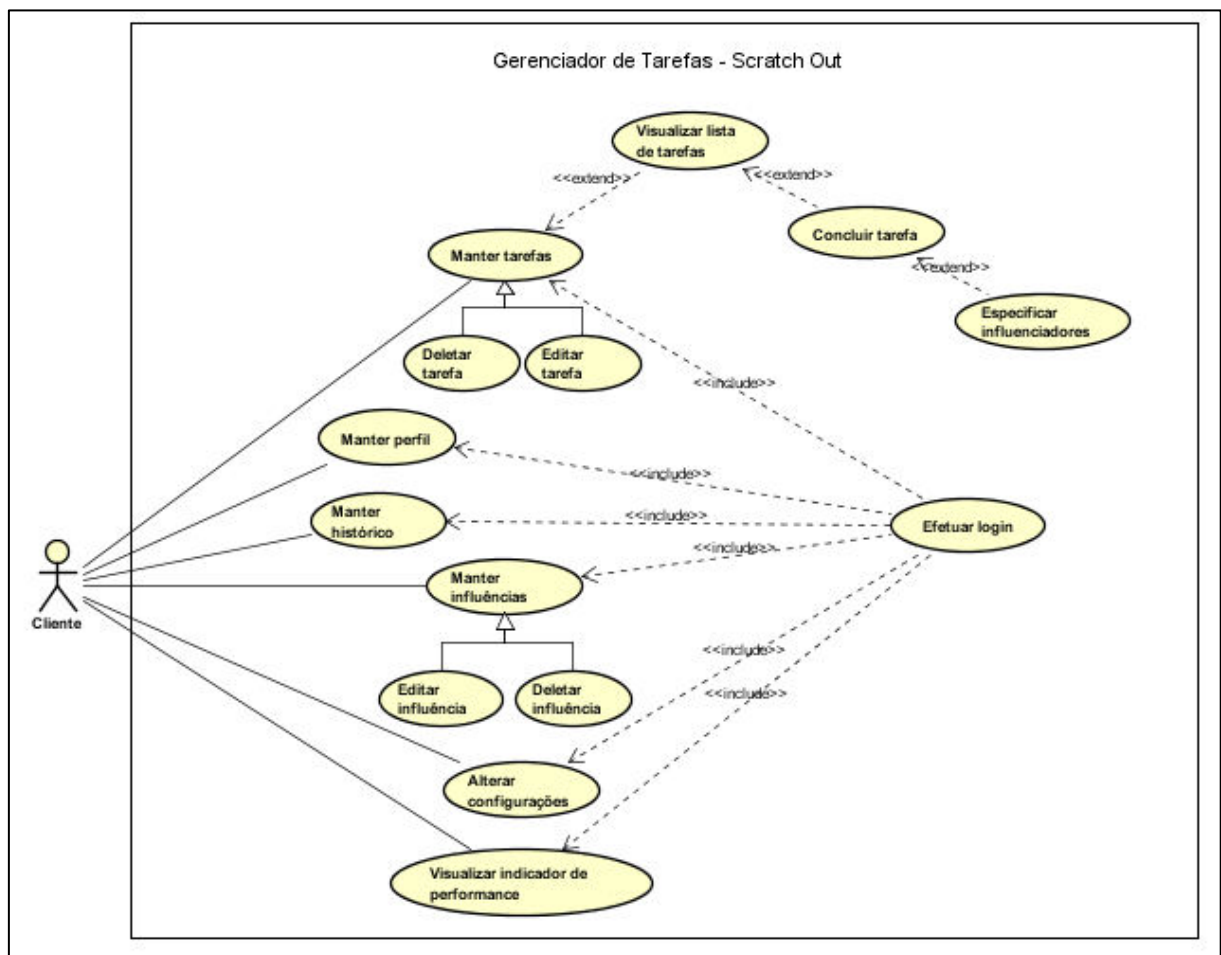 Gerenciador de Tarefas - Scratch Out
Visualizar lista
de tarefas
<<extend>>
<<extend>>
Concluir tarefa
Manter tarefas
<<extend>>
Especificar
influenciadores
Deletar
tarefa
Editar
tarefa
<<include>>
Manter perfil
<<include>>
Manter
histórico
<<include>>
Efetuar login
<<include>>
Manter
influências
Cliente
<<include>>
Editar
influência
Deletar
influência
<<include>>
Alterar
configurações
Visualizar indicador de
performance